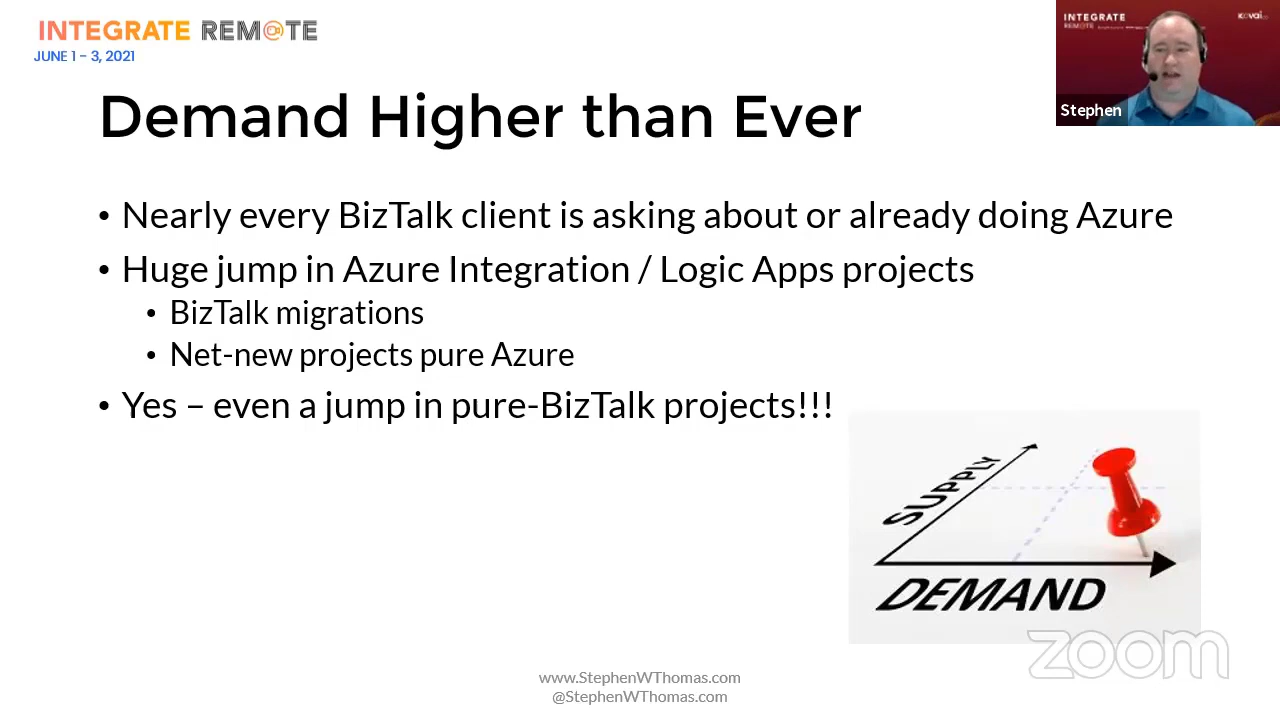 INTEGRATE REMOTE
JUNE 1 – 3, 2021
INTEGRATE
REMOTE
kovai.co
Stephen
Demand Higher than Ever
• Nearly every BizTalk client is asking about or already doing Azure
• Huge jump in Azure Integration / Logic Apps projects
• BizTalk migrations
• Net-new projects pure Azure
• Yes – even a jump in pure-BizTalk projects!!!
SUPPLY
DEMAND
zoom
www.StephenWThomas.com
@StephenWThomas.com